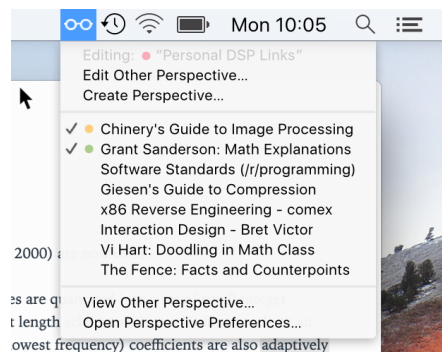 Mon 10:05
Editing: "Personal DSP Links"
Edit Other Perspective...
Create Perspective...
Chinery's Guide to Image Processing
Grant Sanderson: Math Explanations
Software Standards (/r/programming)
Giesen's Guide to Compression
x86 Reverse Engineering - comex
Interaction Design - Bret Victor
Vi Hart: Doodling in Math Class
2000)
The Fence: Facts and Counterpoints
es are
View Other Perspective...
t length
Open Perspective Preferences...
owest frequency) coefficients are also adaptively